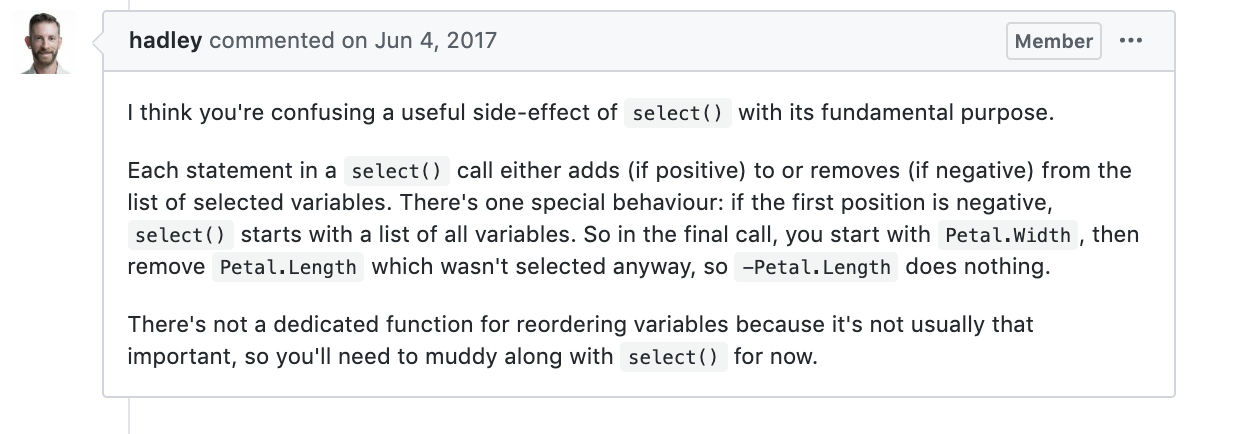 hadley commented on Jun 4, 2017 Member ...
I think you're confusing a useful side-effect of select() with its fundamental purpose.
Each statement in a select() call either adds (if positive) to or removes (if negative) from the
list of selected variables. There's one special behaviour: if the first position is negative,
select() starts with a list of all variables. So in the final call, you start with Petal.Width, then
remove Petal.Length which wasn't selected anyway, so -Petal.Length does nothing.
There's not a dedicated function for reordering variables because it's not usually that
important, so you'll need to muddy along with select() for now.